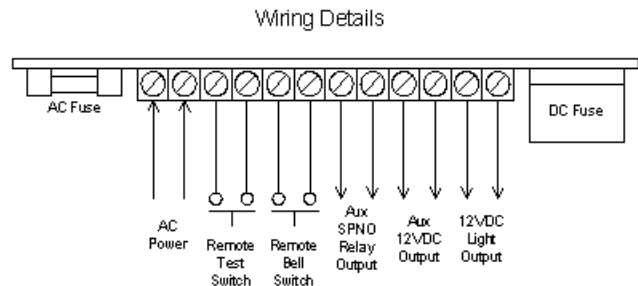 Wiring Details
AC Fuse
DC Fuse
AC
Power
Remote
Test
Switch
Remote
Bell
Switch
Aux
SPNO
Relay
Output
Aux
12VDC
Output
12VDC
Light
Output